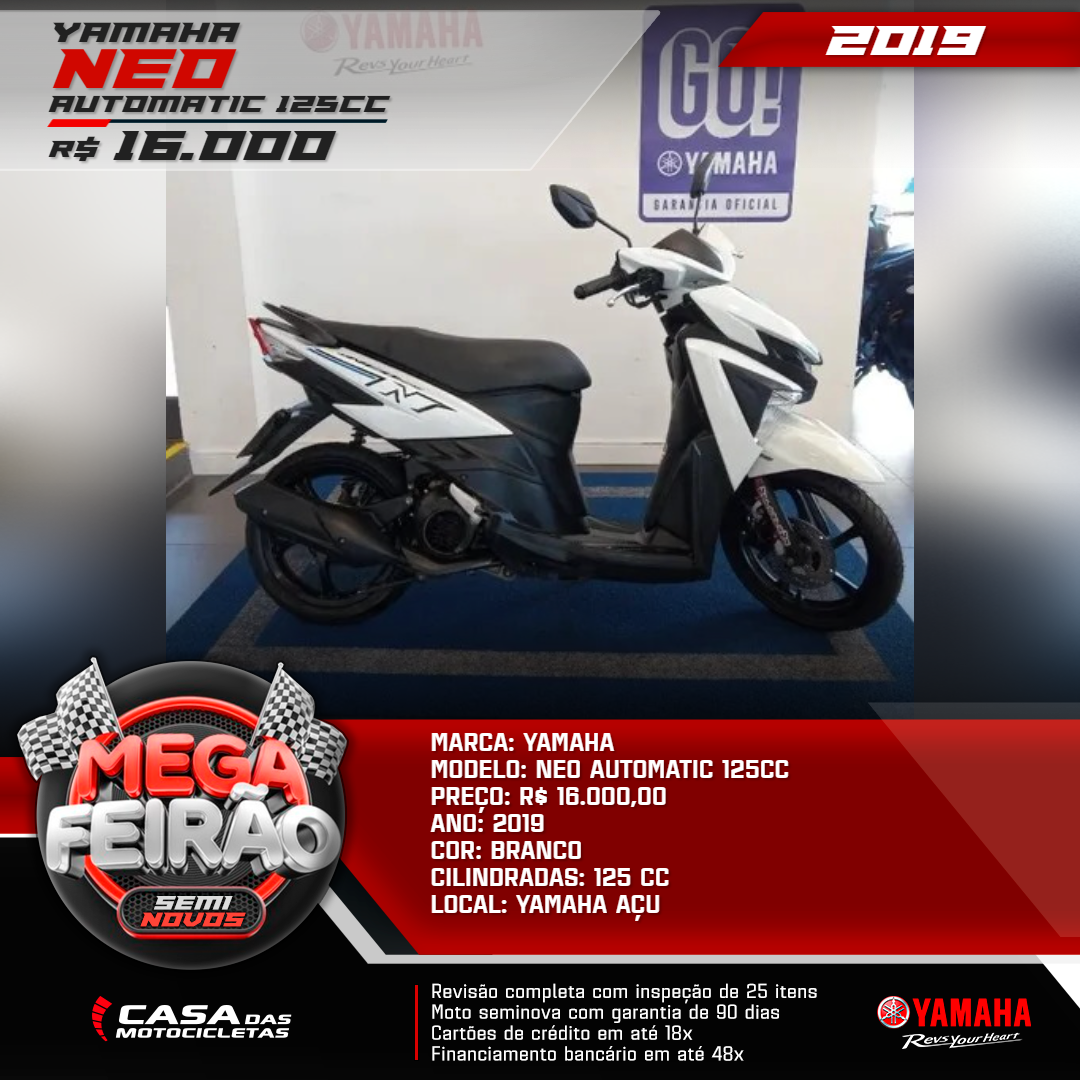 YAMAHA
NEO
AUTOMATIC 125CC
R$ 16.000
YAMAHA
Revs Your Heart
2019
GO!
YAMAHA
GARANTIA OFICIAL
MEGA
FEIRÃO
SEMI
NOVOS
MARCA: YAMAHA
MODELO: NEO AUTOMATIC 125CC
PREÇO: R$ 16.000,00
ANO: 2019
COR: BRANCO
CILINDRADAS: 125 CC
LOCAL: YAMAHA AÇU
CASA DAS
MOTOCICLETAS
Revisão completa com inspeção de 25 itens
Moto seminova com garantia de 90 dias
Cartões de crédito em até 18x
Financiamento bancário em até 48x
YAMAHA
Revs Your Heart